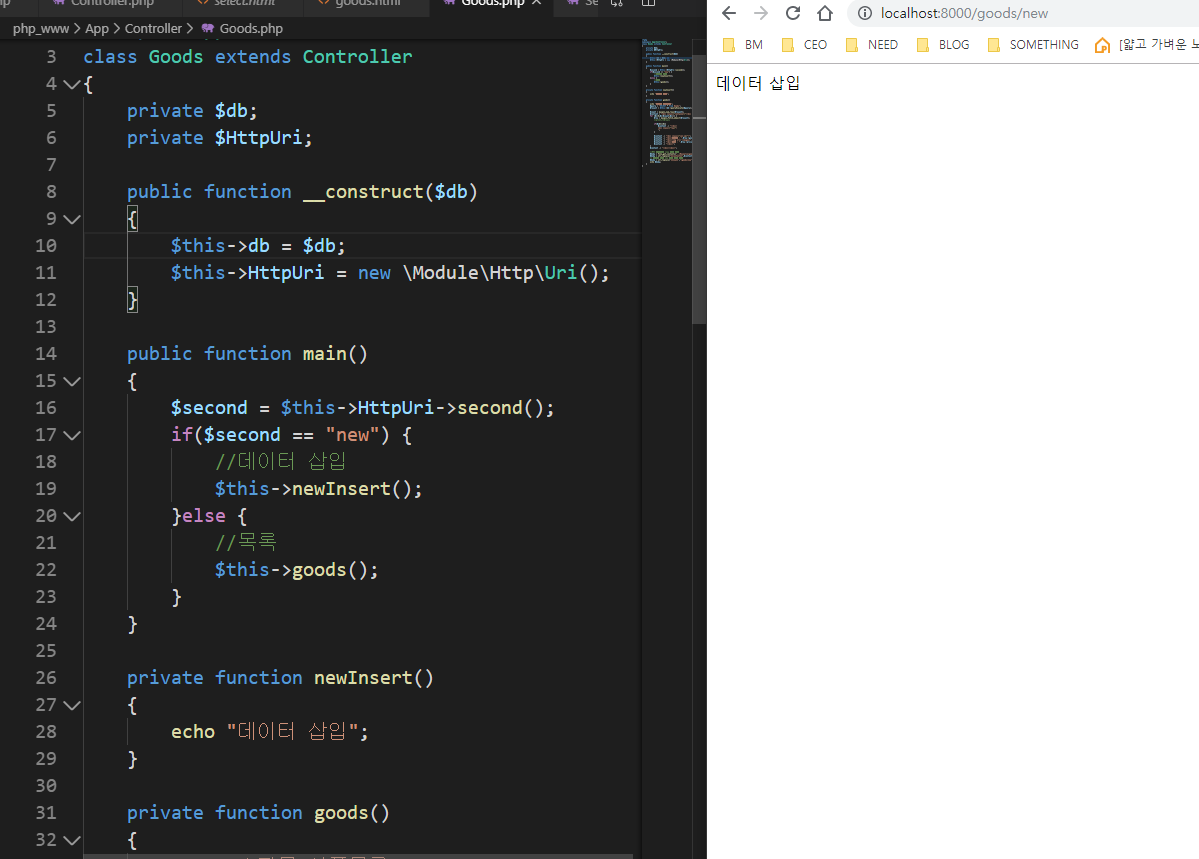 Controller.php select.html goods.html Goods.php Se
php_www > App > Controller > Goods.php
3 class Goods extends Controller
4 {
5 private $db;
6 private $HttpUri;
7
8 public function __construct($db)
9 {
10 $this->db = $db;
11 $this->HttpUri = new \Module\Http\Uri();
12 }
13
14 public function main()
15 {
16 $second = $this->HttpUri->second();
17 if($second == "new") {
18 //데이터 삽입
19 $this->newInsert();
20 }else {
21 //목록
22 $this->goods();
23 }
24 }
25
26 private function newInsert()
27 {
28 echo "데이터 삽입";
29 }
30
31 private function goods()
32 {
localhost:8000/goods/new
BM CEO NEED BLOG SOMETHING [얇고 가벼운 노
데이터 삽입